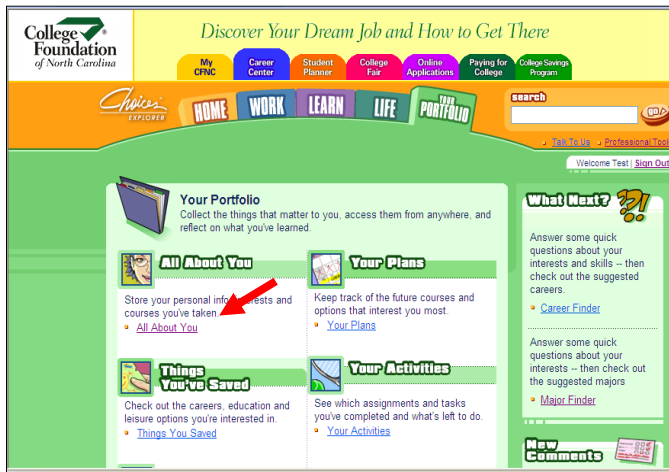 College
Foundation
of North Carolina
Discover Your Dream Job and How to Get There
My
CFNC
Career
Center
Student
Planner
College
Fair
Online
Applications
Paying for
College
College Savings
Program
Choices
EXPLORER
HOME
WORK
LEARN
LIFE
YOUR
PORTFOLIO
search
go!
Talk To Us
Professional Tool
Welcome Test | Sign Out
Your Portfolio
Collect the things that matter to you, access them from anywhere, and
reflect on what you've learned.
All About You
Store your personal info, interests and
courses you've taken.
All About You
Your Plans
Keep track of the future courses and
options that interest you most.
Your Plans
Things
You've Saved
Check out the careers, education and
leisure options you're interested in.
Things You Saved
Your Activities
See which assignments and tasks
you've completed and what's left to do.
Your Activities
What Next?
Answer some quick
questions about your
interests and skills -- then
check out the suggested
careers.
Career Finder
Answer some quick
questions about your
interests -- then check out
the suggested majors
Major Finder
New
Comments